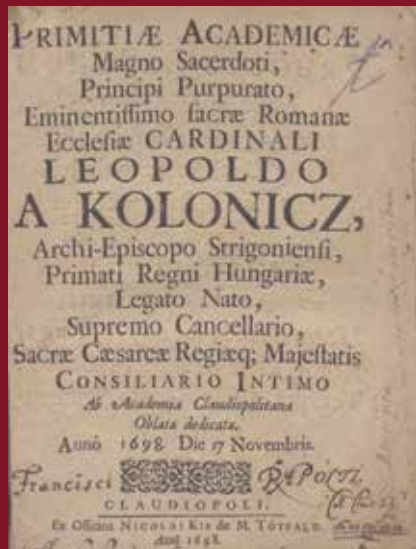 PRIMITIÆ ACADEMICÆ
Magno Sacerdoti,
Principi Purpurato,
Eminentissimo sacræ Romanæ
Ecclesiæ CARDINALI
LEOPOLDO
A KOLONICZ,
Archi-Episcopo Strigoniensi,
Primati Regni Hungariæ,
Legato Nato,
Supremo Cancellario,
Sacræ Cæsareæ Regiæq; Majestatis
CONSILIARIO INTIMO
Ab Academia Claudiopolitana
Oblata dedicata.
Annô 1698 Die 17 Novembris.
Francisci
CLAUDIOPOLI,
Ex Officina NICOLAI KIS de M. TÓTFALU
1698.